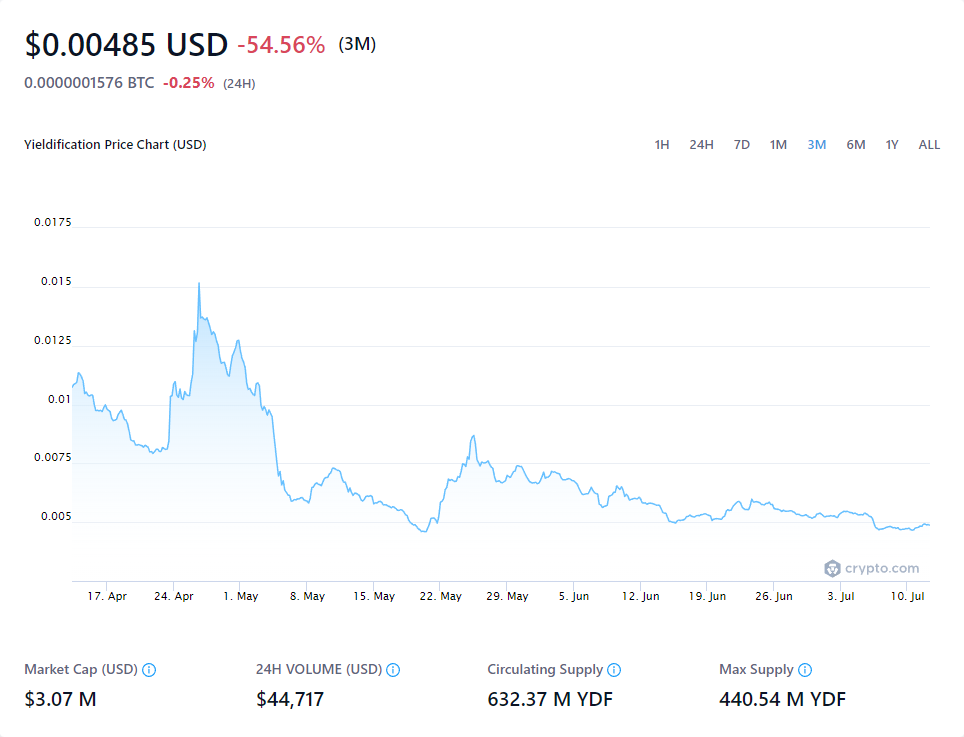 $0.00485 USD -54.56% (3M)
0.0000001576 BTC -0.25% (24H)
Yieldification Price Chart (USD) 1H 24H 7D 1M 3M 6M 1Y ALL
0.0175
0.015
0.0125
0.01
0.0075
0.005
crypto.com
17. Apr 24. Apr 1. May 8. May 15. May 22. May 29. May 5. Jun 12. Jun 19. Jun 26. Jun 3. Jul 10. Jul
Market Cap (USD) 24H VOLUME (USD) Circulating Supply Max Supply
$3.07 M $44,717 632.37 M YDF 440.54 M YDF